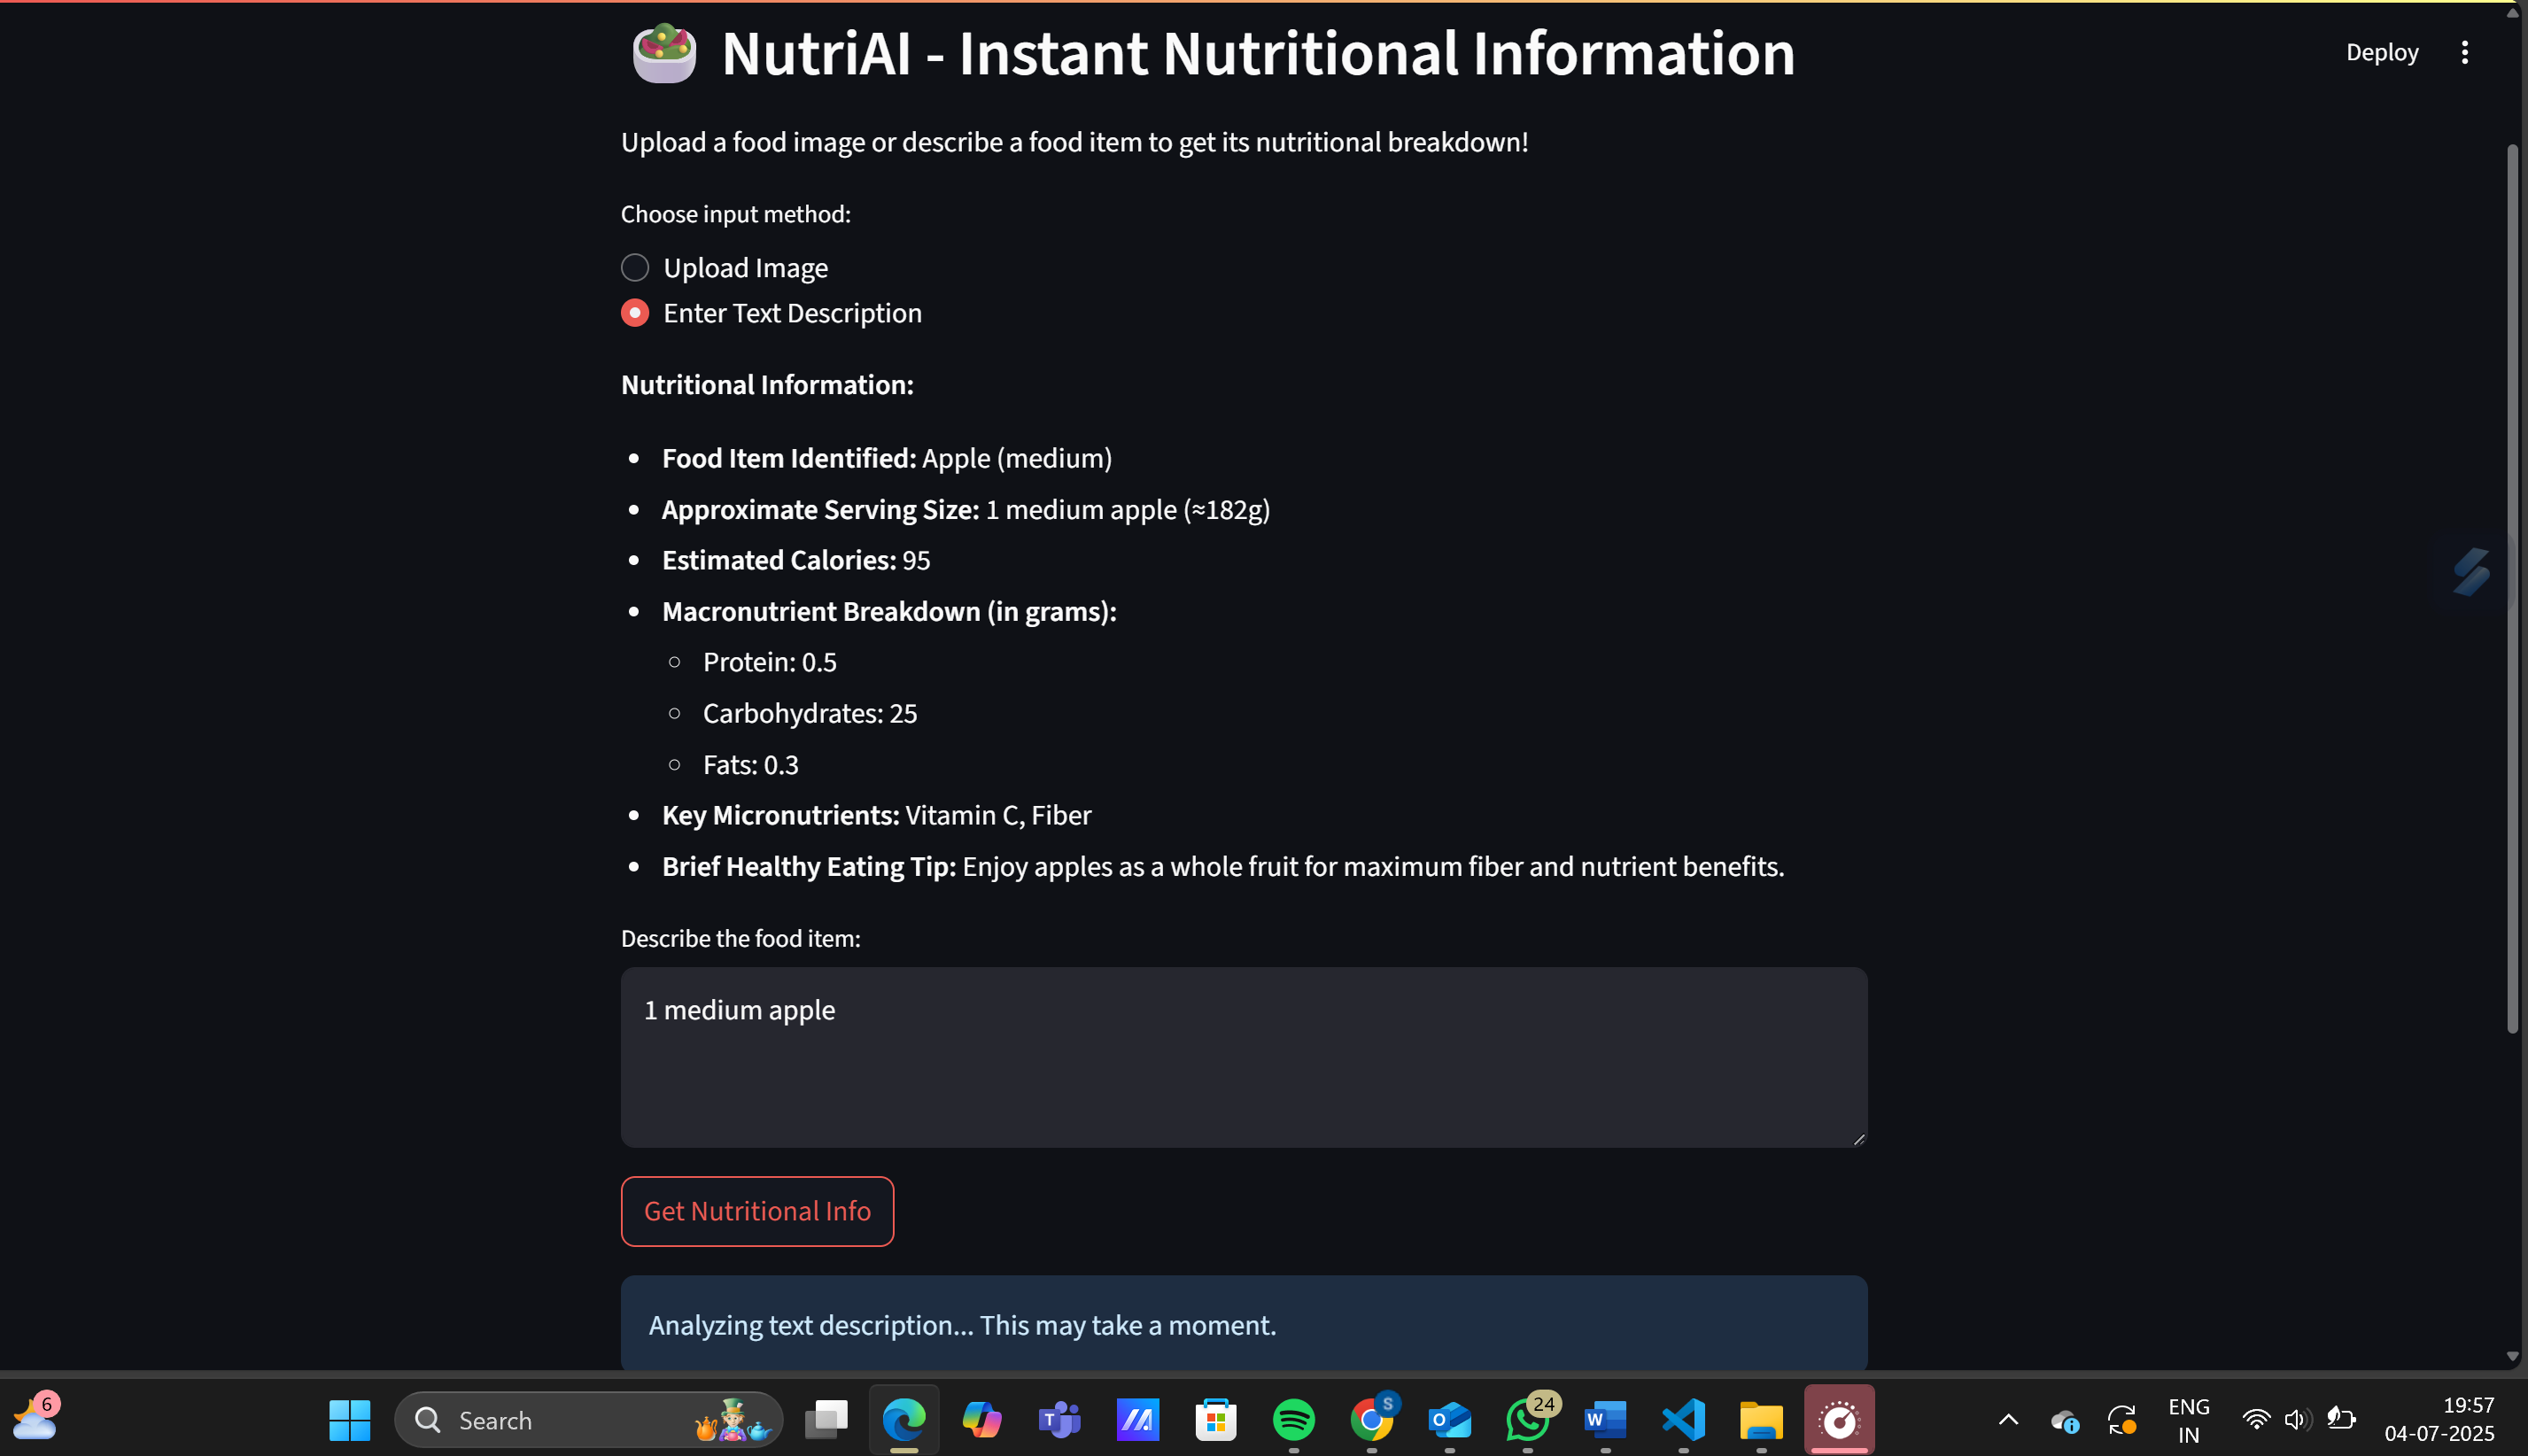 NutriAI - Instant Nutritional Information
Deploy
Upload a food image or describe a food item to get its nutritional breakdown!
Choose input method:
Upload Image
Enter Text Description
Nutritional Information:
Food Item Identified: Apple (medium)
Approximate Serving Size: 1 medium apple (≈182g)
Estimated Calories: 95
Macronutrient Breakdown (in grams):
Protein: 0.5
Carbohydrates: 25
Fats: 0.3
Key Micronutrients: Vitamin C, Fiber
Brief Healthy Eating Tip: Enjoy apples as a whole fruit for maximum fiber and nutrient benefits.
Describe the food item:
1 medium apple
Get Nutritional Info
Analyzing text description... This may take a moment.
6
Search
T
S
O
24
W
ENG
IN
19:57
04-07-2025